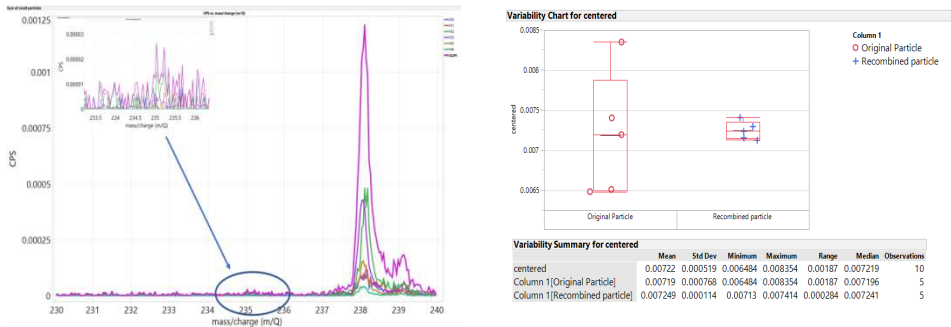 Sum of small particles
CPS vs. mass/charge (m/Q)
0.00125
0.001
0.00075
0.0005
0.00025
0
CPS
230 231 232 233 234 235 236 237 238 239 240
mass/charge (m/Q)
SUM
0.00003
0.00002
0.00001
0
CPS
233.5 234 234.5 235 235.5 236
mass/charge (m/Q)
Variability Chart for centered
0.0085
0.008
0.0075
0.007
0.0065
centered
Original Particle Recombined particle
Column 1
Original Particle
Recombined particle
Variability Summary for centered
Mean Std Dev Minimum Maximum Range Median Observations
centered 0.00722 0.000519 0.006484 0.008354 0.00187 0.007219 10
Column 1[Original Particle] 0.00719 0.000768 0.006484 0.008354 0.00187 0.007196 5
Column 1[Recombined particle] 0.007249 0.000114 0.00713 0.007414 0.000284 0.007241 5